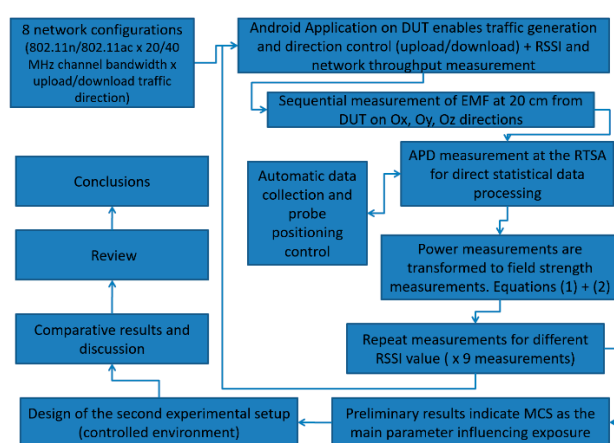 8 network configurations
(802.11n/802.11ac x 20/40
MHz channel bandwidth x
upload/download traffic
direction)
Android Application on DUT enables traffic generation
and direction control (upload/download) + RSSI and
network throughput measurement
Sequential measurement of EMF at 20 cm from
DUT on Ox, Oy, Oz directions
APD measurement at the RTSA
for direct statistical data
processing
Automatic data
collection and
probe
positioning
control
Power measurements are
transformed to field strength
measurements. Equations (1) + (2)
Repeat measurements for different
RSSI value ( x 9 measurements)
Preliminary results indicate MCS as the
main parameter influencing exposure
Design of the second experimental setup
(controlled environment)
Comparative results and
discussion
Review
Conclusions